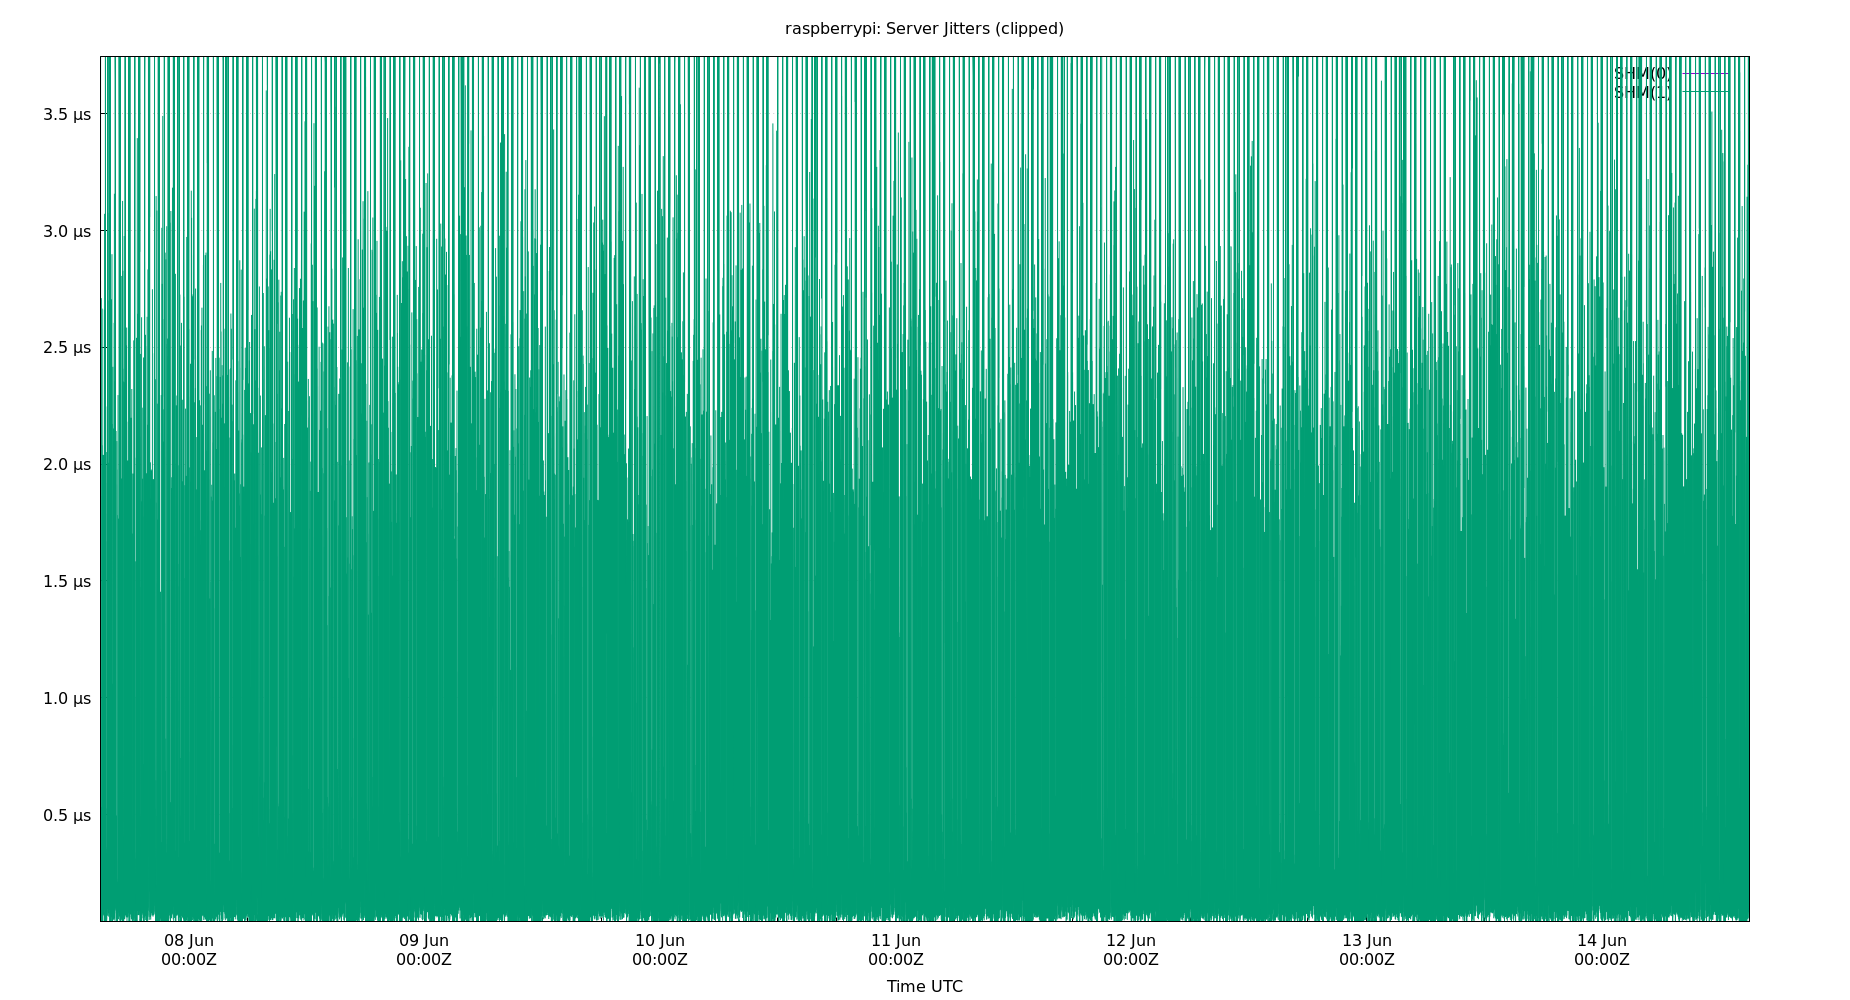 raspberrypi: Server Jitters (clipped)
SHM(0)
SHM(1)
3.5 μs
3.0 μs
2.5 μs
2.0 μs
1.5 μs
1.0 μs
0.5 μs
08 Jun
00:00Z
09 Jun
00:00Z
10 Jun
00:00Z
11 Jun
00:00Z
12 Jun
00:00Z
13 Jun
00:00Z
14 Jun
00:00Z
Time UTC